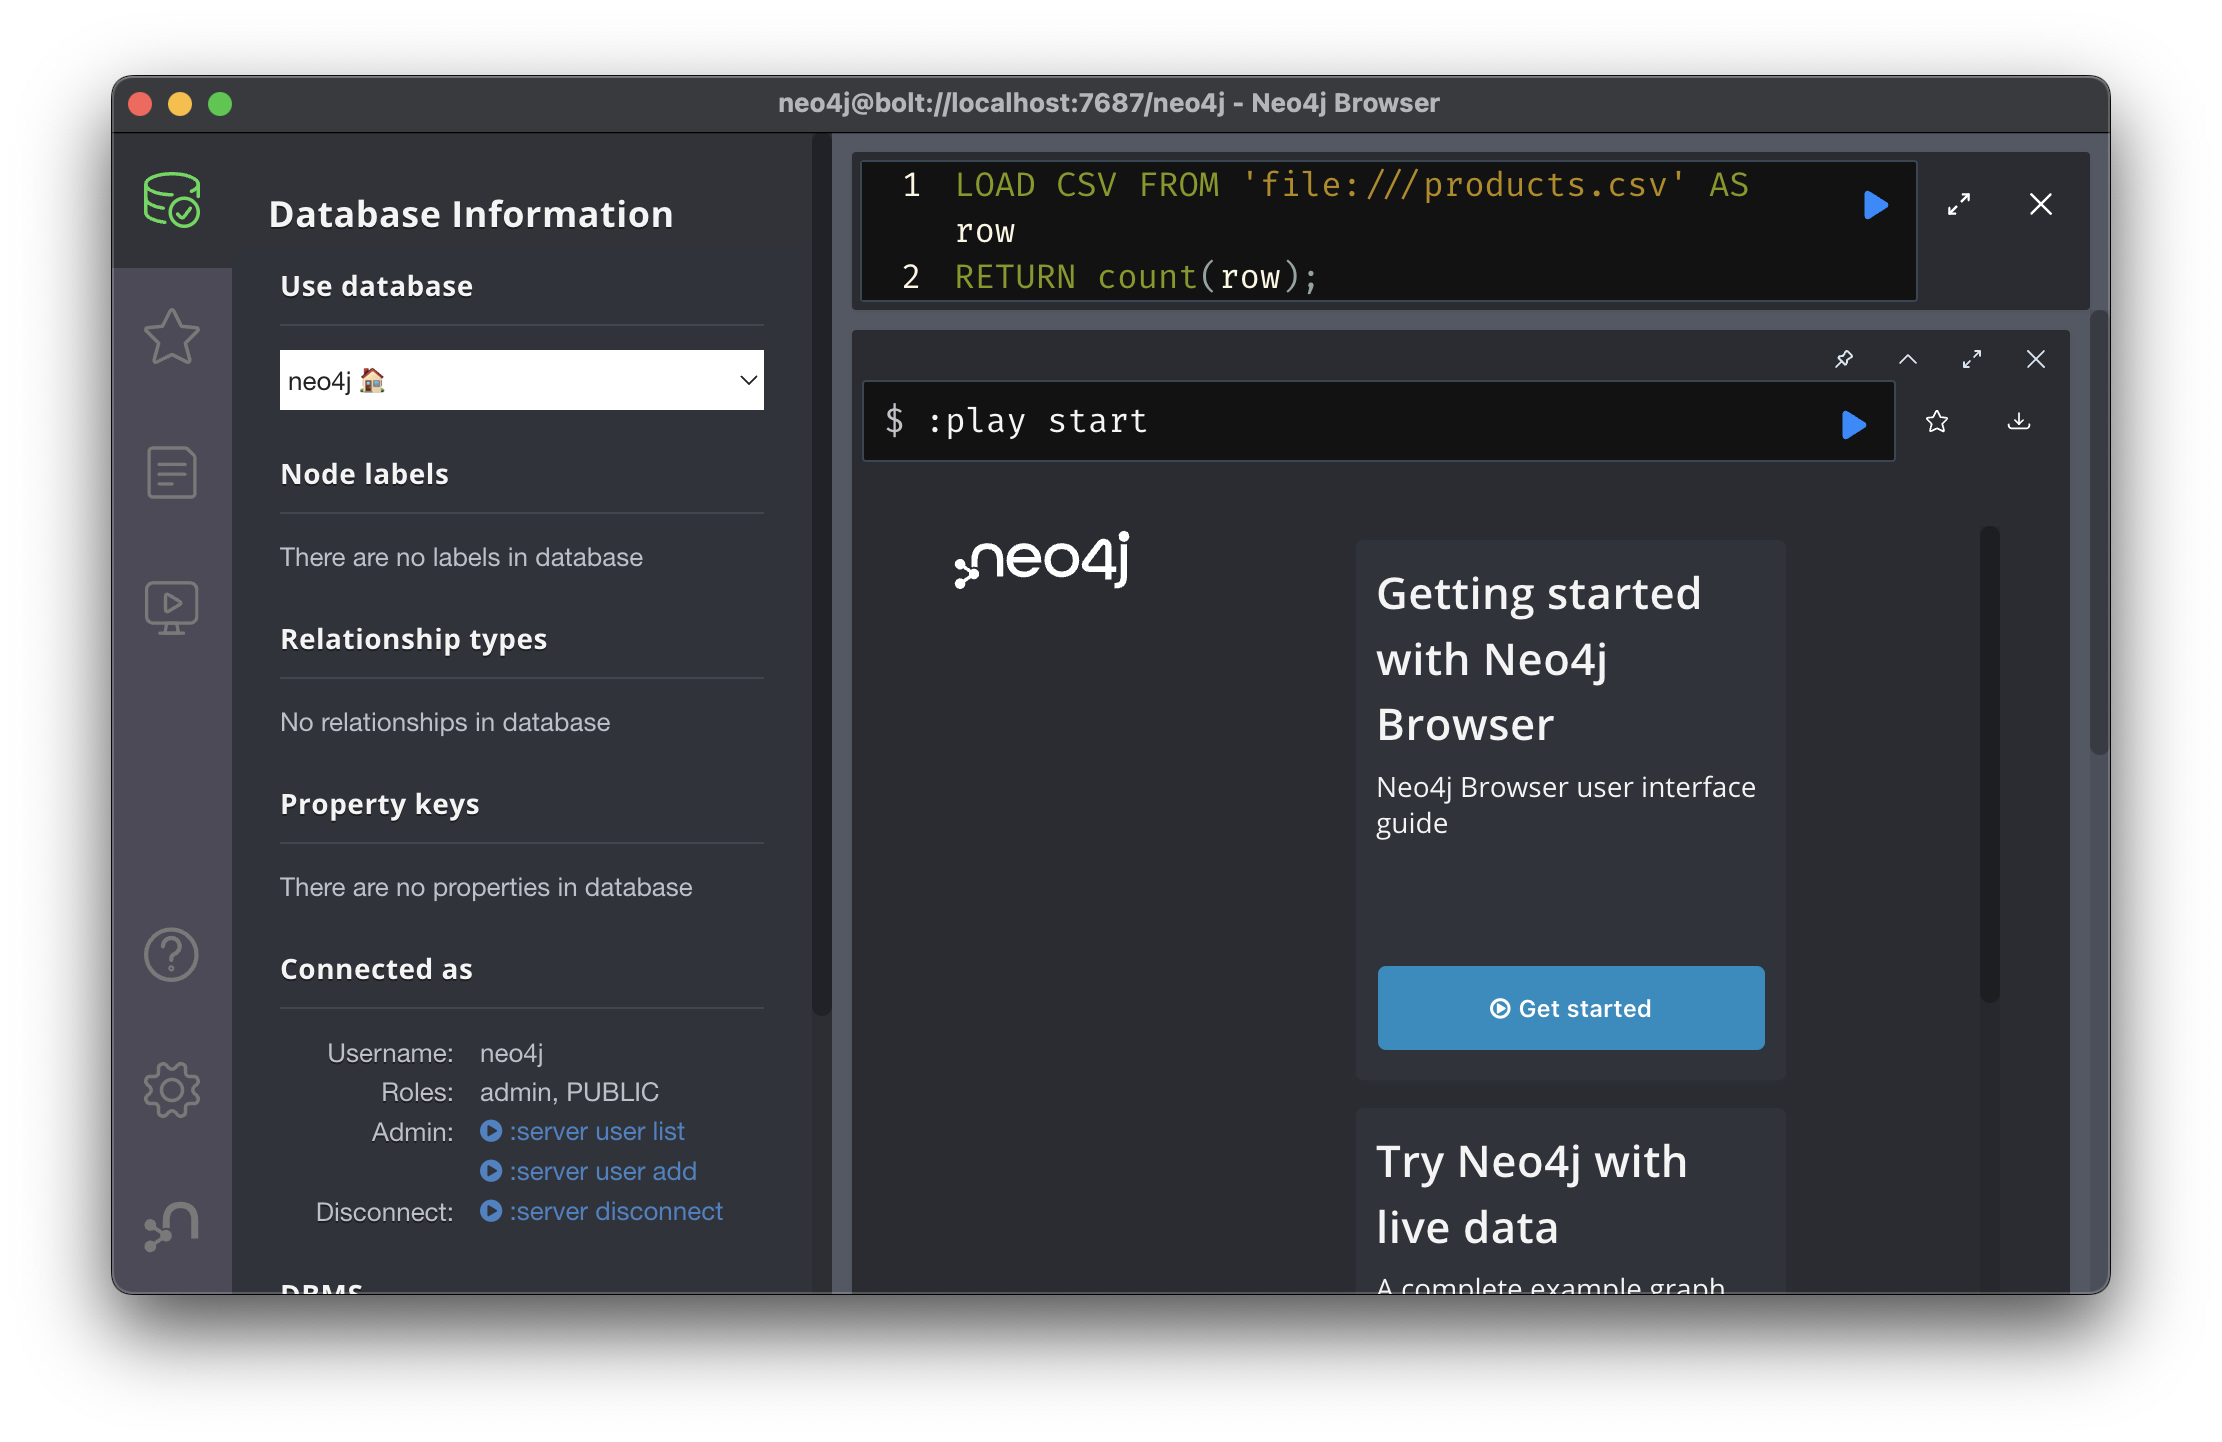 neo4j@bolt://localhost:7687/neo4j - Neo4j Browser
Database Information
Use database
neo4j
Node labels
There are no labels in database
Relationship types
No relationships in database
Property keys
There are no properties in database
Connected as
Username: neo4j
Roles: admin, PUBLIC
Admin: :server user list
:server user add
Disconnect: :server disconnect
DBMS
1 LOAD CSV FROM 'file:///products.csv' AS
row
2 RETURN count(row);
$ :play start
neo4j
Getting started
with Neo4j
Browser
Neo4j Browser user interface
guide
Get started
Try Neo4j with
live data
A complete example graph